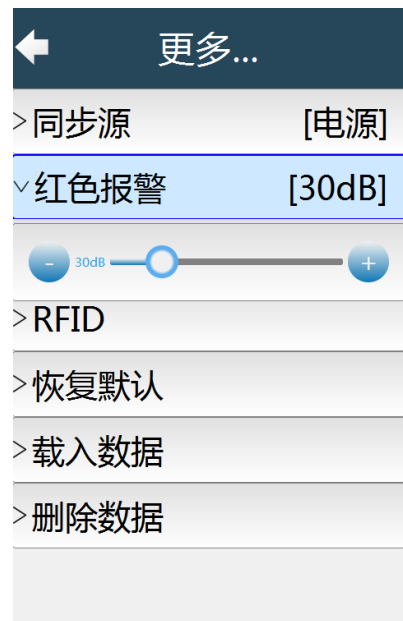 更多...
>同步源 [电源]
红色报警 [30dB]
- 30dB +
>RFID
>恢复默认
>载入数据
>删除数据